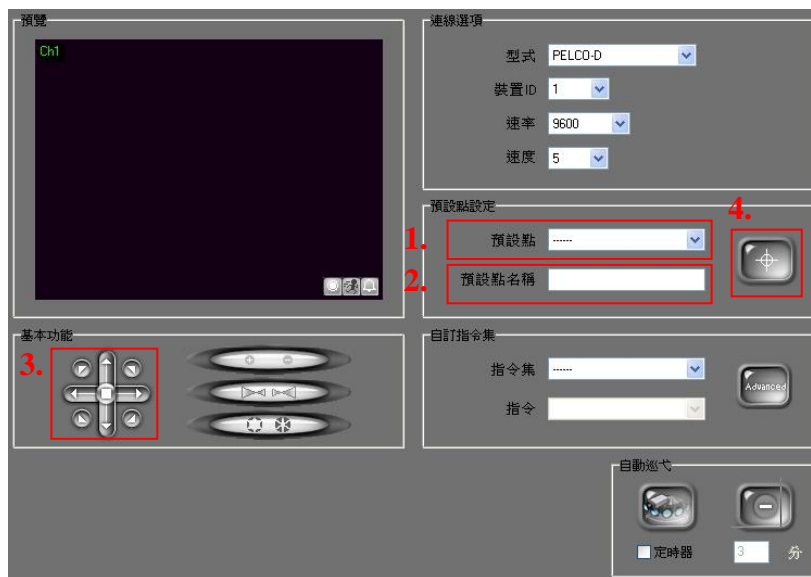 預覽
Ch1
連線選項
型式 PELCO-D
裝置ID 1
速率 9600
速度 5
預設點設定
1. 預設點 ------
2. 預設點名稱
4.
基本功能
3.
自訂指令集
指令集 ------
指令
Advanced
自動巡弋
定時器 3 分